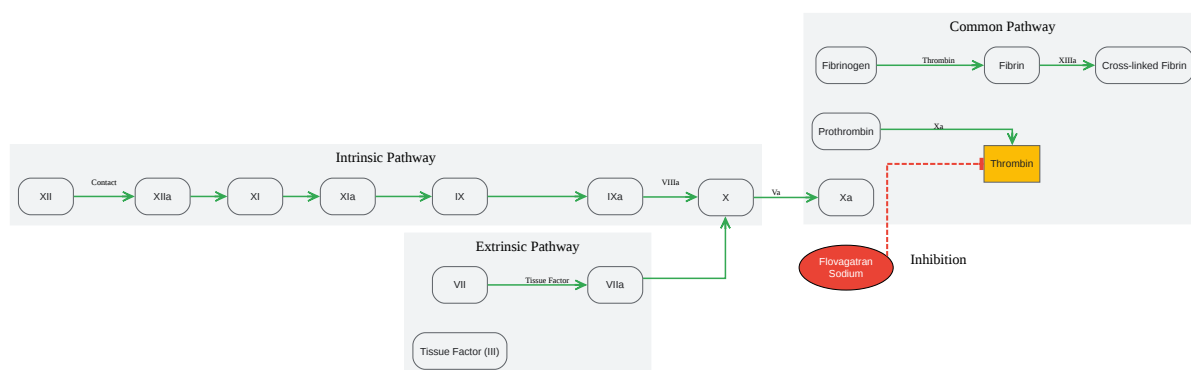 Common Pathway
Fibrinogen
Thrombin
Fibrin
XIIIa
Cross-linked Fibrin
Prothrombin
Xa
Thrombin
Intrinsic Pathway
XII
Contact
XIIa
XI
XIa
IX
IXa
VIIIa
X
Va
Xa
Extrinsic Pathway
VII
Tissue Factor
VIIa
Tissue Factor (III)
Flovagatran
Sodium
Inhibition